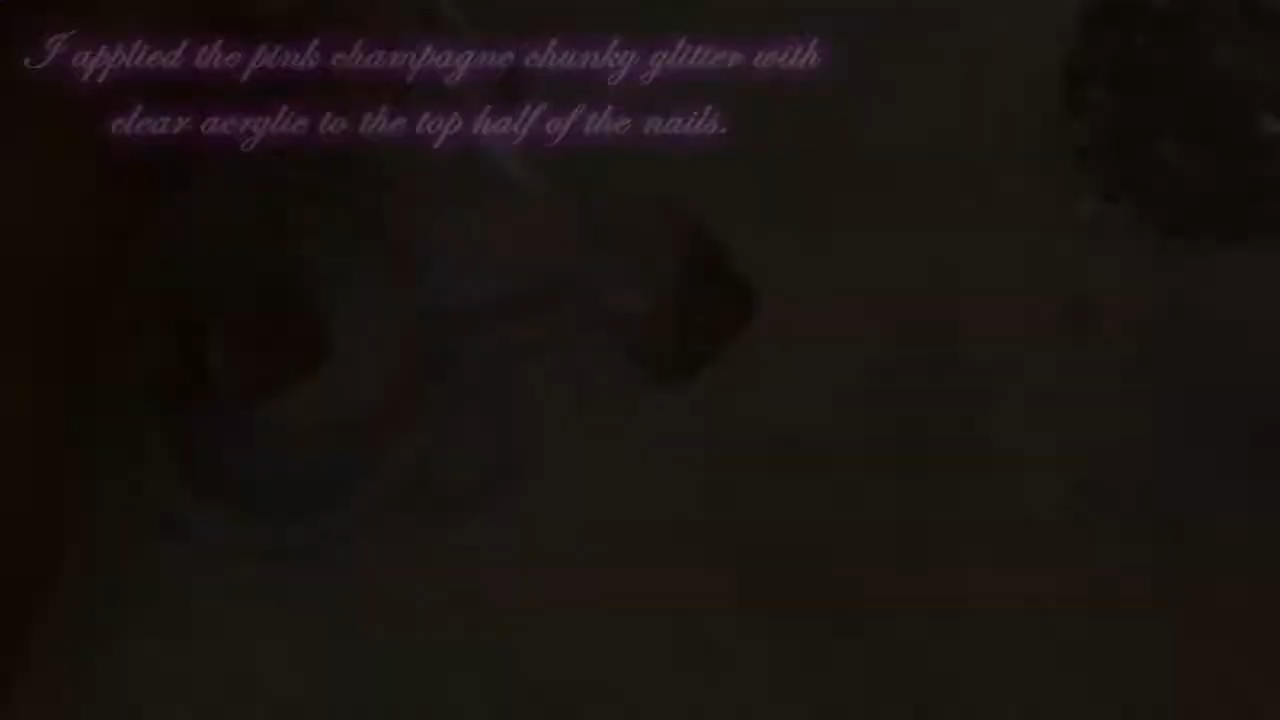 I applied the pink champagne chunky glitter with
clear acrylic to the top half of the nails.